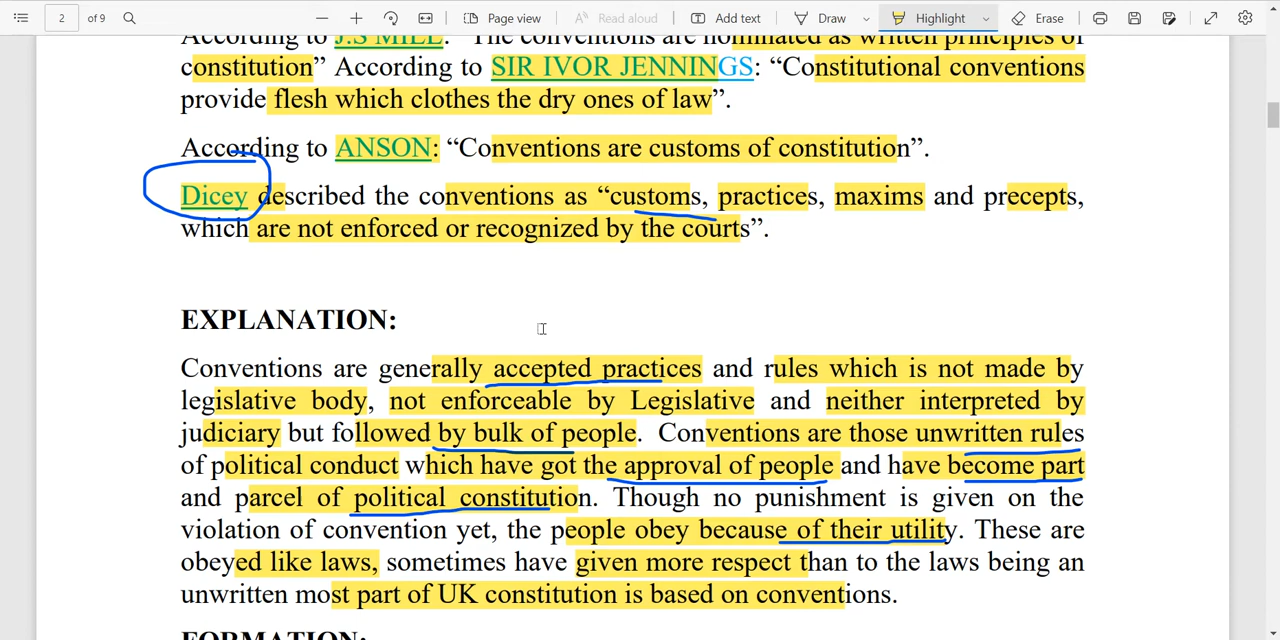 2 of 9 Page view Read aloud Add text Draw Highlight Erase
According to J.S MILL: “The conventions are nominated as written principles of
constitution” According to SIR IVOR JENNINGS: “Constitutional conventions
provide flesh which clothes the dry ones of law”.
According to ANSON: “Conventions are customs of constitution”.
Dicey described the conventions as “customs, practices, maxims and precepts,
which are not enforced or recognized by the courts”.
EXPLANATION:
Conventions are generally accepted practices and rules which is not made by
legislative body, not enforceable by Legislative and neither interpreted by
judiciary but followed by bulk of people. Conventions are those unwritten rules
of political conduct which have got the approval of people and have become part
and parcel of political constitution. Though no punishment is given on the
violation of convention yet, the people obey because of their utility. These are
obeyed like laws, sometimes have given more respect than to the laws being an
unwritten most part of UK constitution is based on conventions.
FORMATION: